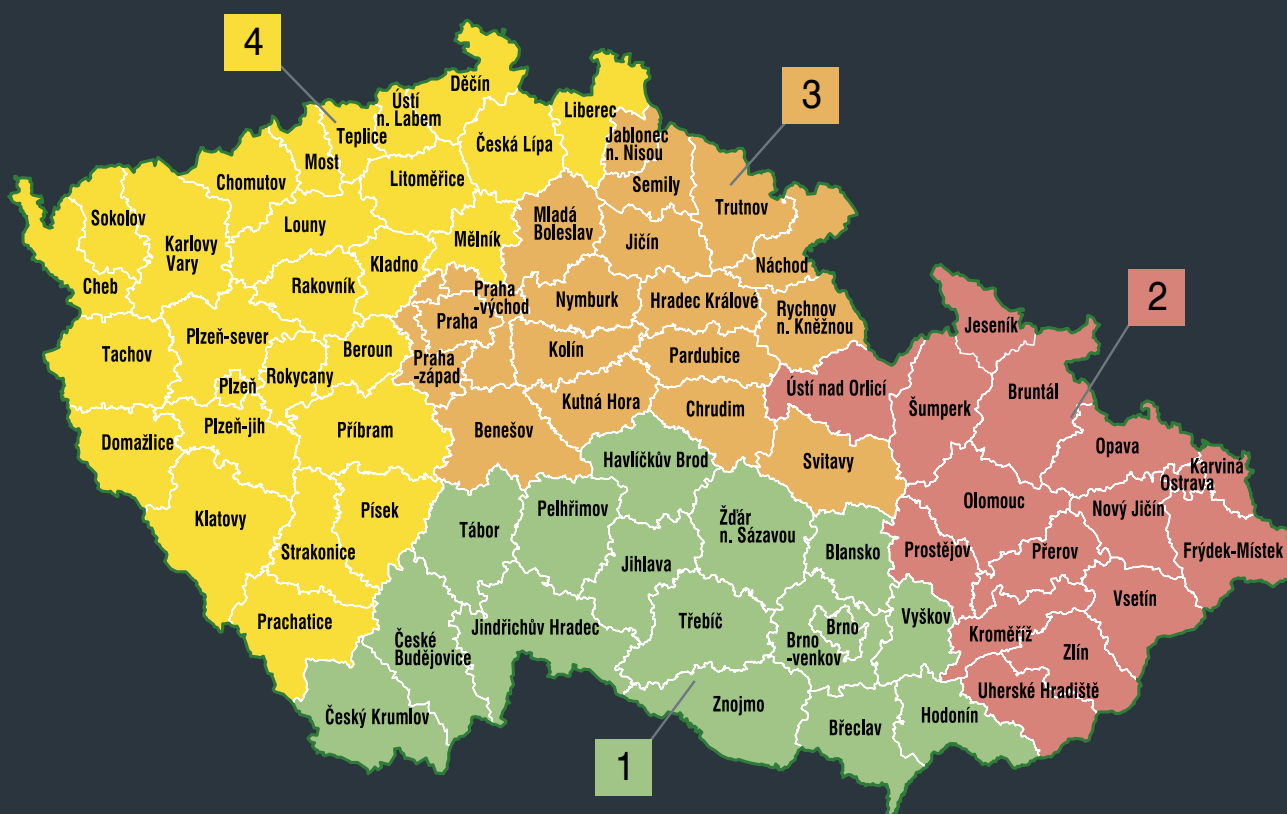 4
3
2
1
Děčín
Ústí
n. Labem
Teplice
Liberec
Česká Lípa
Jablonec
n. Nisou
Most
Chomutov
Litoměřice
Semily
Sokolov
Louny
Trutnov
Karlovy
Vary
Mělník
Mladá
Boleslav
Jičín
Cheb
Rakovník
Kladno
Náchod
Praha
-východ
Nymburk
Hradec Králové
Rychnov
n. Kněžnou
Praha
Jeseník
Tachov
Plzeň-sever
Rokycany
Beroun
Praha
-západ
Kolín
Pardubice
Plzeň
Ústí nad Orlicí
Šumperk
Bruntál
Kutná Hora
Chrudim
Domažlice
Plzeň-jih
Příbram
Benešov
Opava
Havlíčkův Brod
Svitavy
Karviná
Ostrava
Klatovy
Písek
Tábor
Pelhřimov
Žďár
n. Sázavou
Olomouc
Nový Jičín
Strakonice
Jihlava
Blansko
Prostějov
Přerov
Frýdek-Místek
Prachatice
České
Budějovice
Jindřichův Hradec
Třebíč
Brno
Brno
-venkov
Vyškov
Vsetín
Kroměříž
Zlín
Český Krumlov
Znojmo
Břeclav
Hodonín
Uherské Hradiště